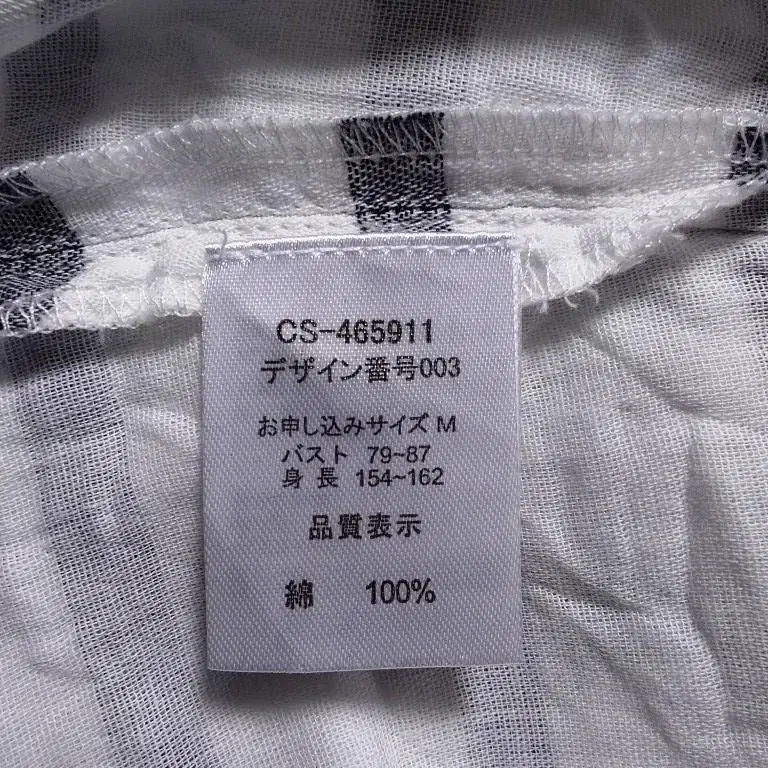 CS-465911
デザイン番号003
お申し込みサイズ M
バスト 79~87
身 長 154~162
品質表示
綿 100%